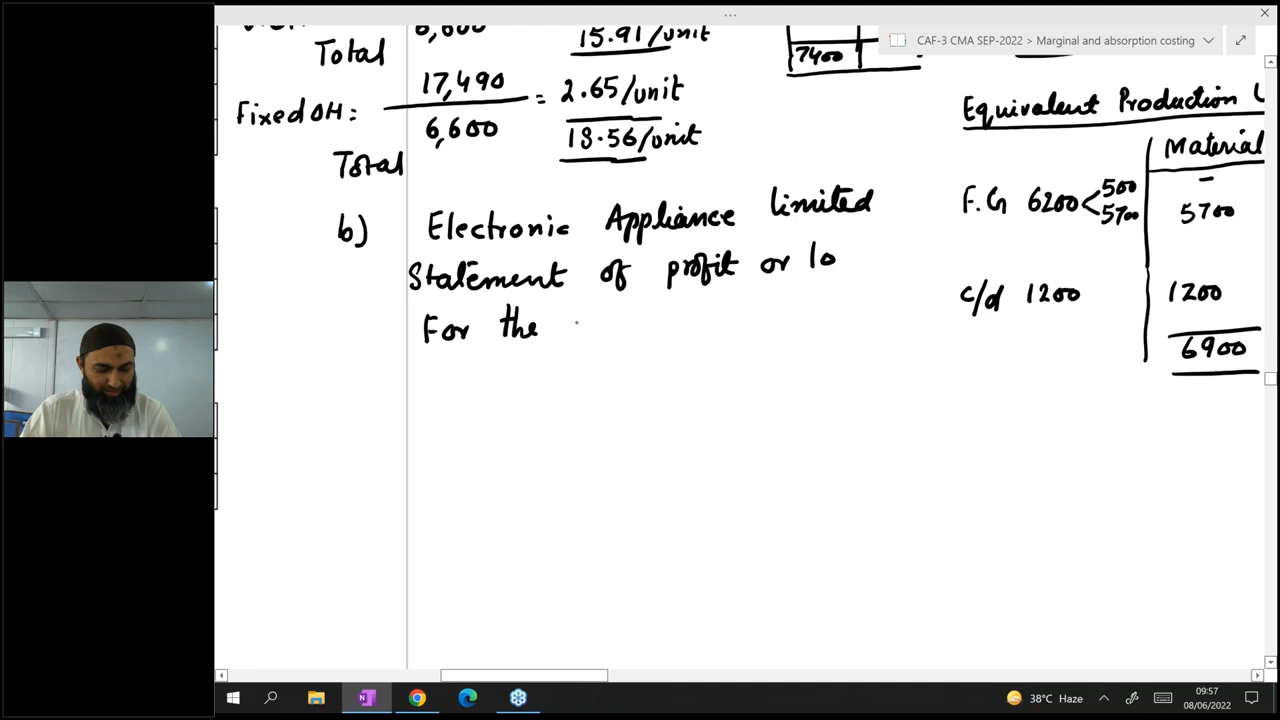 CAF-3 CMA SEP-2022 > Marginal and absorption costing
6,600
15.91/unit
Total
7400
Fixed OH: 17,490 / 6,600 = 2.65/unit
18.56/unit
Total
b) Electronic Appliance limited
Statement of profit or lo
For the
Equivalent Production
Material
F.G 6200 < 500 -
5700 5700
c/d 1200 1200
6900
38°C Haze
09:57
08/06/2022